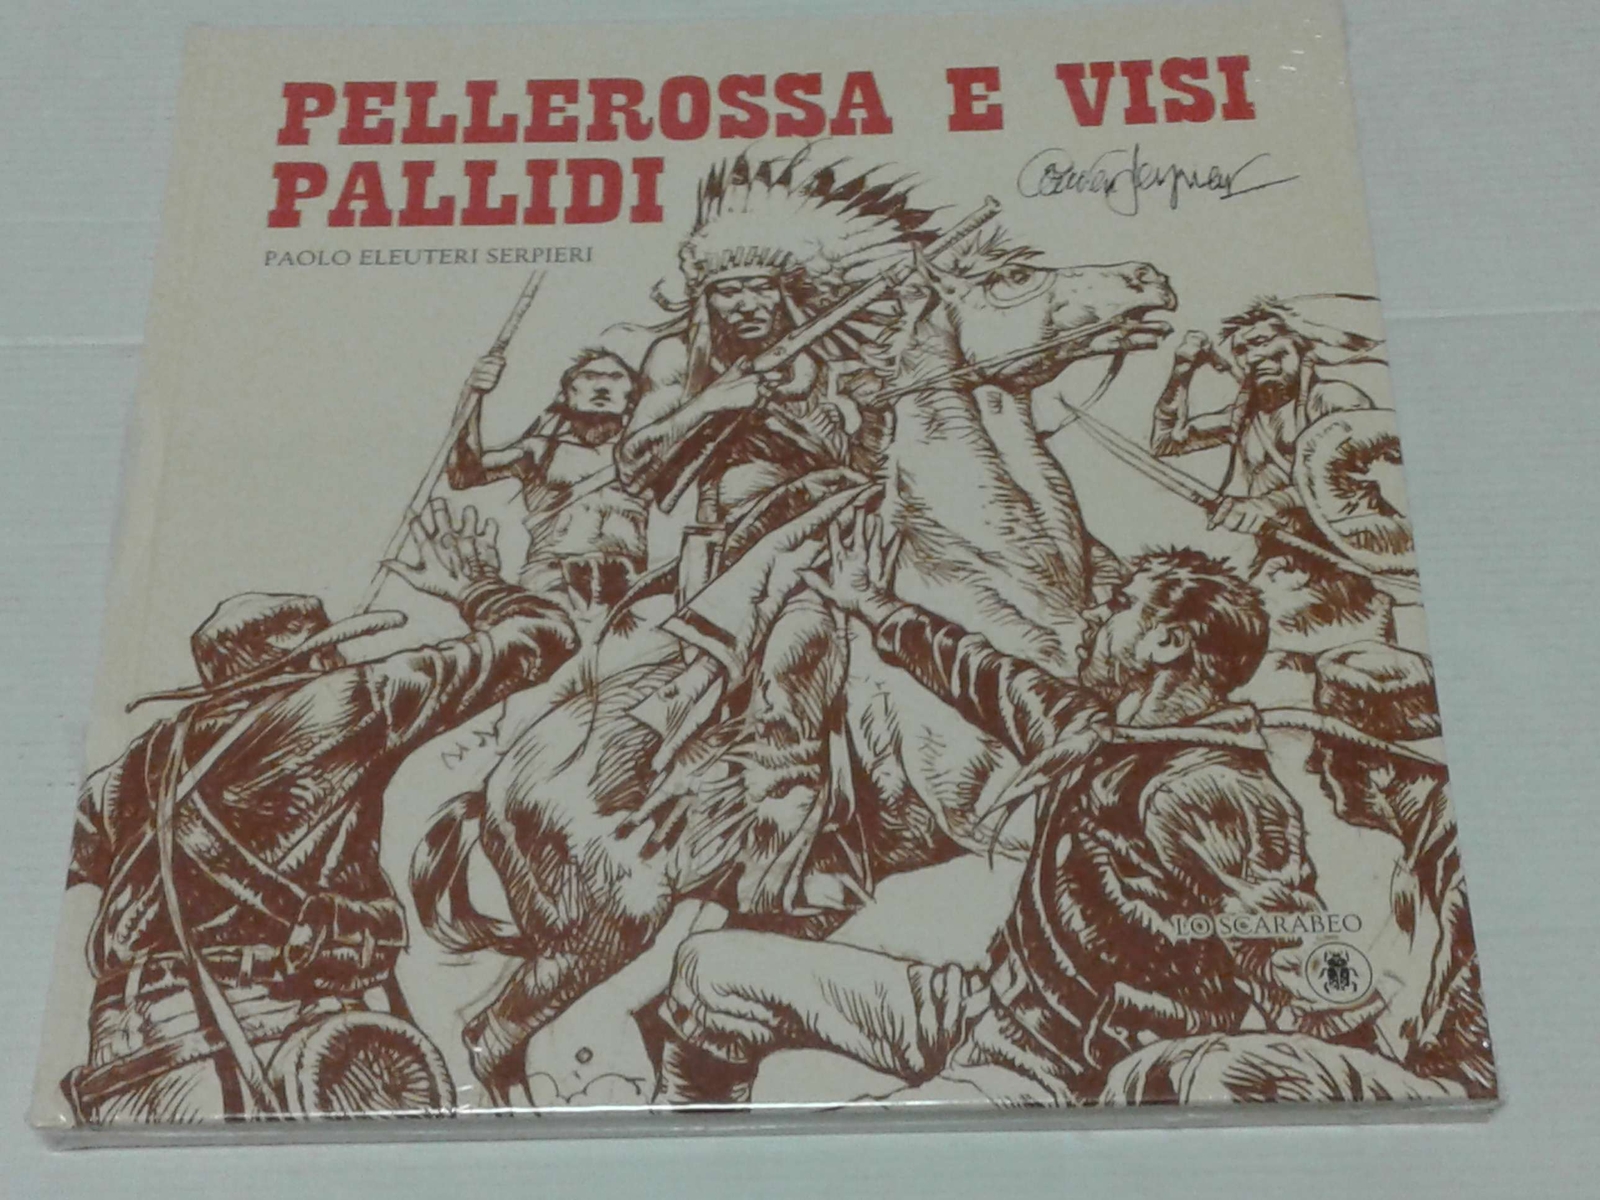 PELLEROSSA E VISI
PALLIDI
PAOLO ELEUTERI SERPIERI
LO SCARABEO